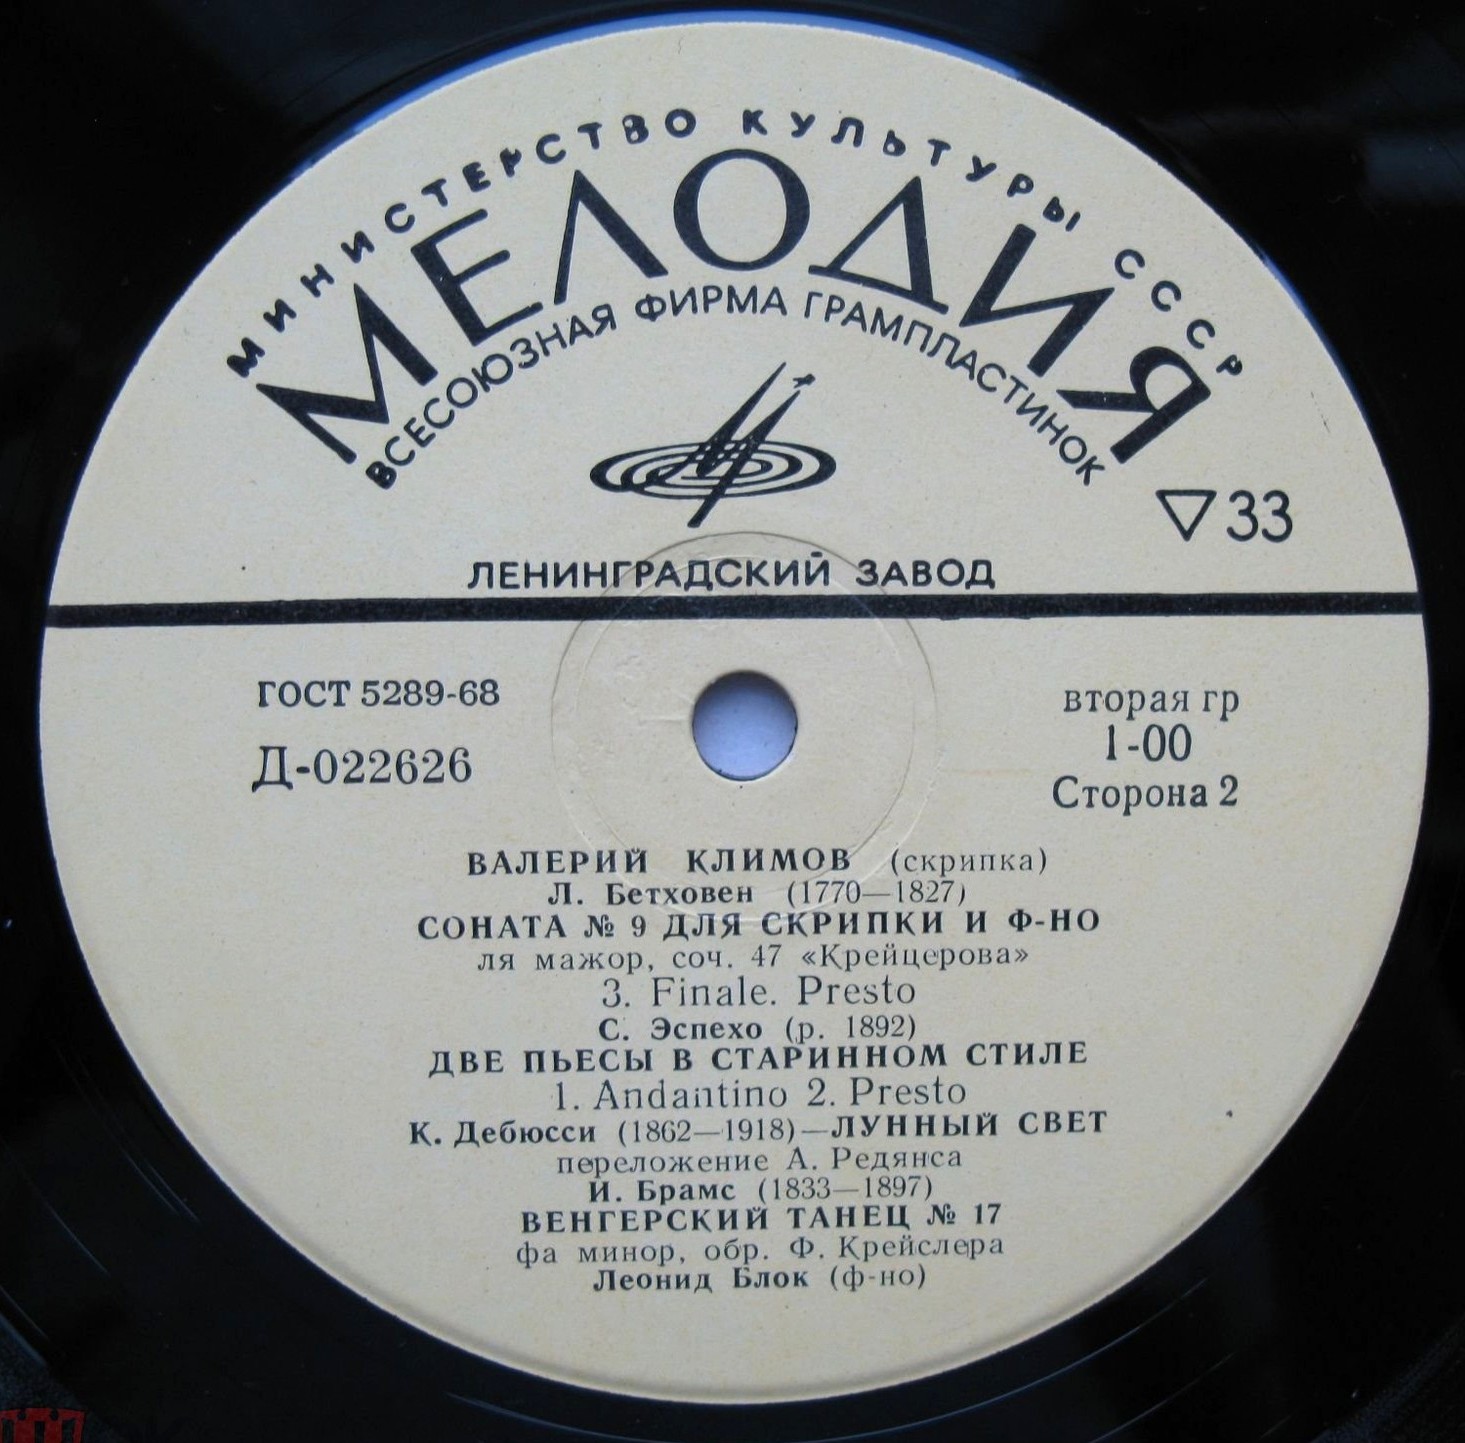 МИНИСТЕРСТВО КУЛЬТУРЫ СССР
МЕЛОДИЯ
ВСЕСОЮЗНАЯ ФИРМА ГРАМПЛАСТИНОК
33
ЛЕНИНГРАДСКИЙ ЗАВОД
ГОСТ 5289-68
Д-022626
вторая гр
1-00
Сторона 2
ВАЛЕРИЙ КЛИМОВ (скрипка)
Л. Бетховен (1770—1827)
СОНАТА № 9 ДЛЯ СКРИПКИ И Ф-НО
ля мажор, соч. 47 «Крейцерова»
3. Finale. Presto
С. Эспехо (р. 1892)
ДВЕ ПЬЕСЫ В СТАРИННОМ СТИЛЕ
1. Andantino 2. Presto
К. Дебюсси (1862—1918)—ЛУННЫЙ СВЕТ
переложение А. Редянса
И. Брамс (1833—1897)
ВЕНГЕРСКИЙ ТАНЕЦ № 17
фа минор, обр. Ф. Крейслера
Леонид Блок (ф-но)